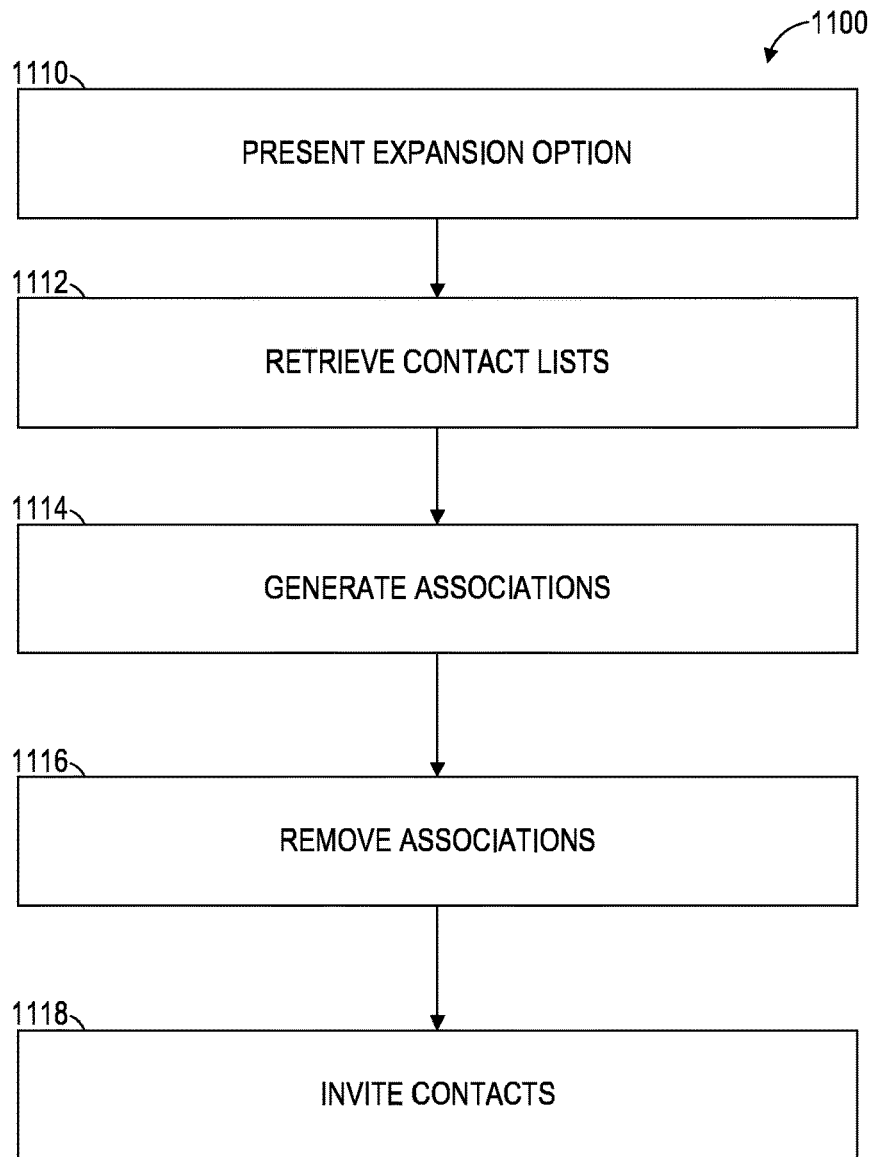 1100
1110
PRESENT EXPANSION OPTION
1112
RETRIEVE CONTACT LISTS
1114
GENERATE ASSOCIATIONS
1116
REMOVE ASSOCIATIONS
1118
INVITE CONTACTS